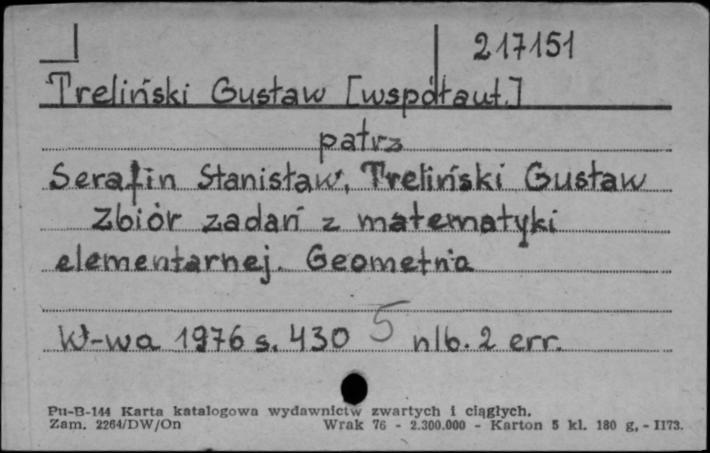 217151
Treliński Gustaw [współaut.]
patrz
Serafin Stanisław, Treliński Gustaw
Zbiór zadań z matematyki
elementarnej. Geometria
W-wa 1976 s. 430 5 nlb. 2 err.
Pu-B-144 Karta katalogowa wydawnictw zwartych i ciągłych.
Zam. 2264/DW/On Wrak 76 - 2.300.000 - Karton 5 kl. 180 g. - II73.